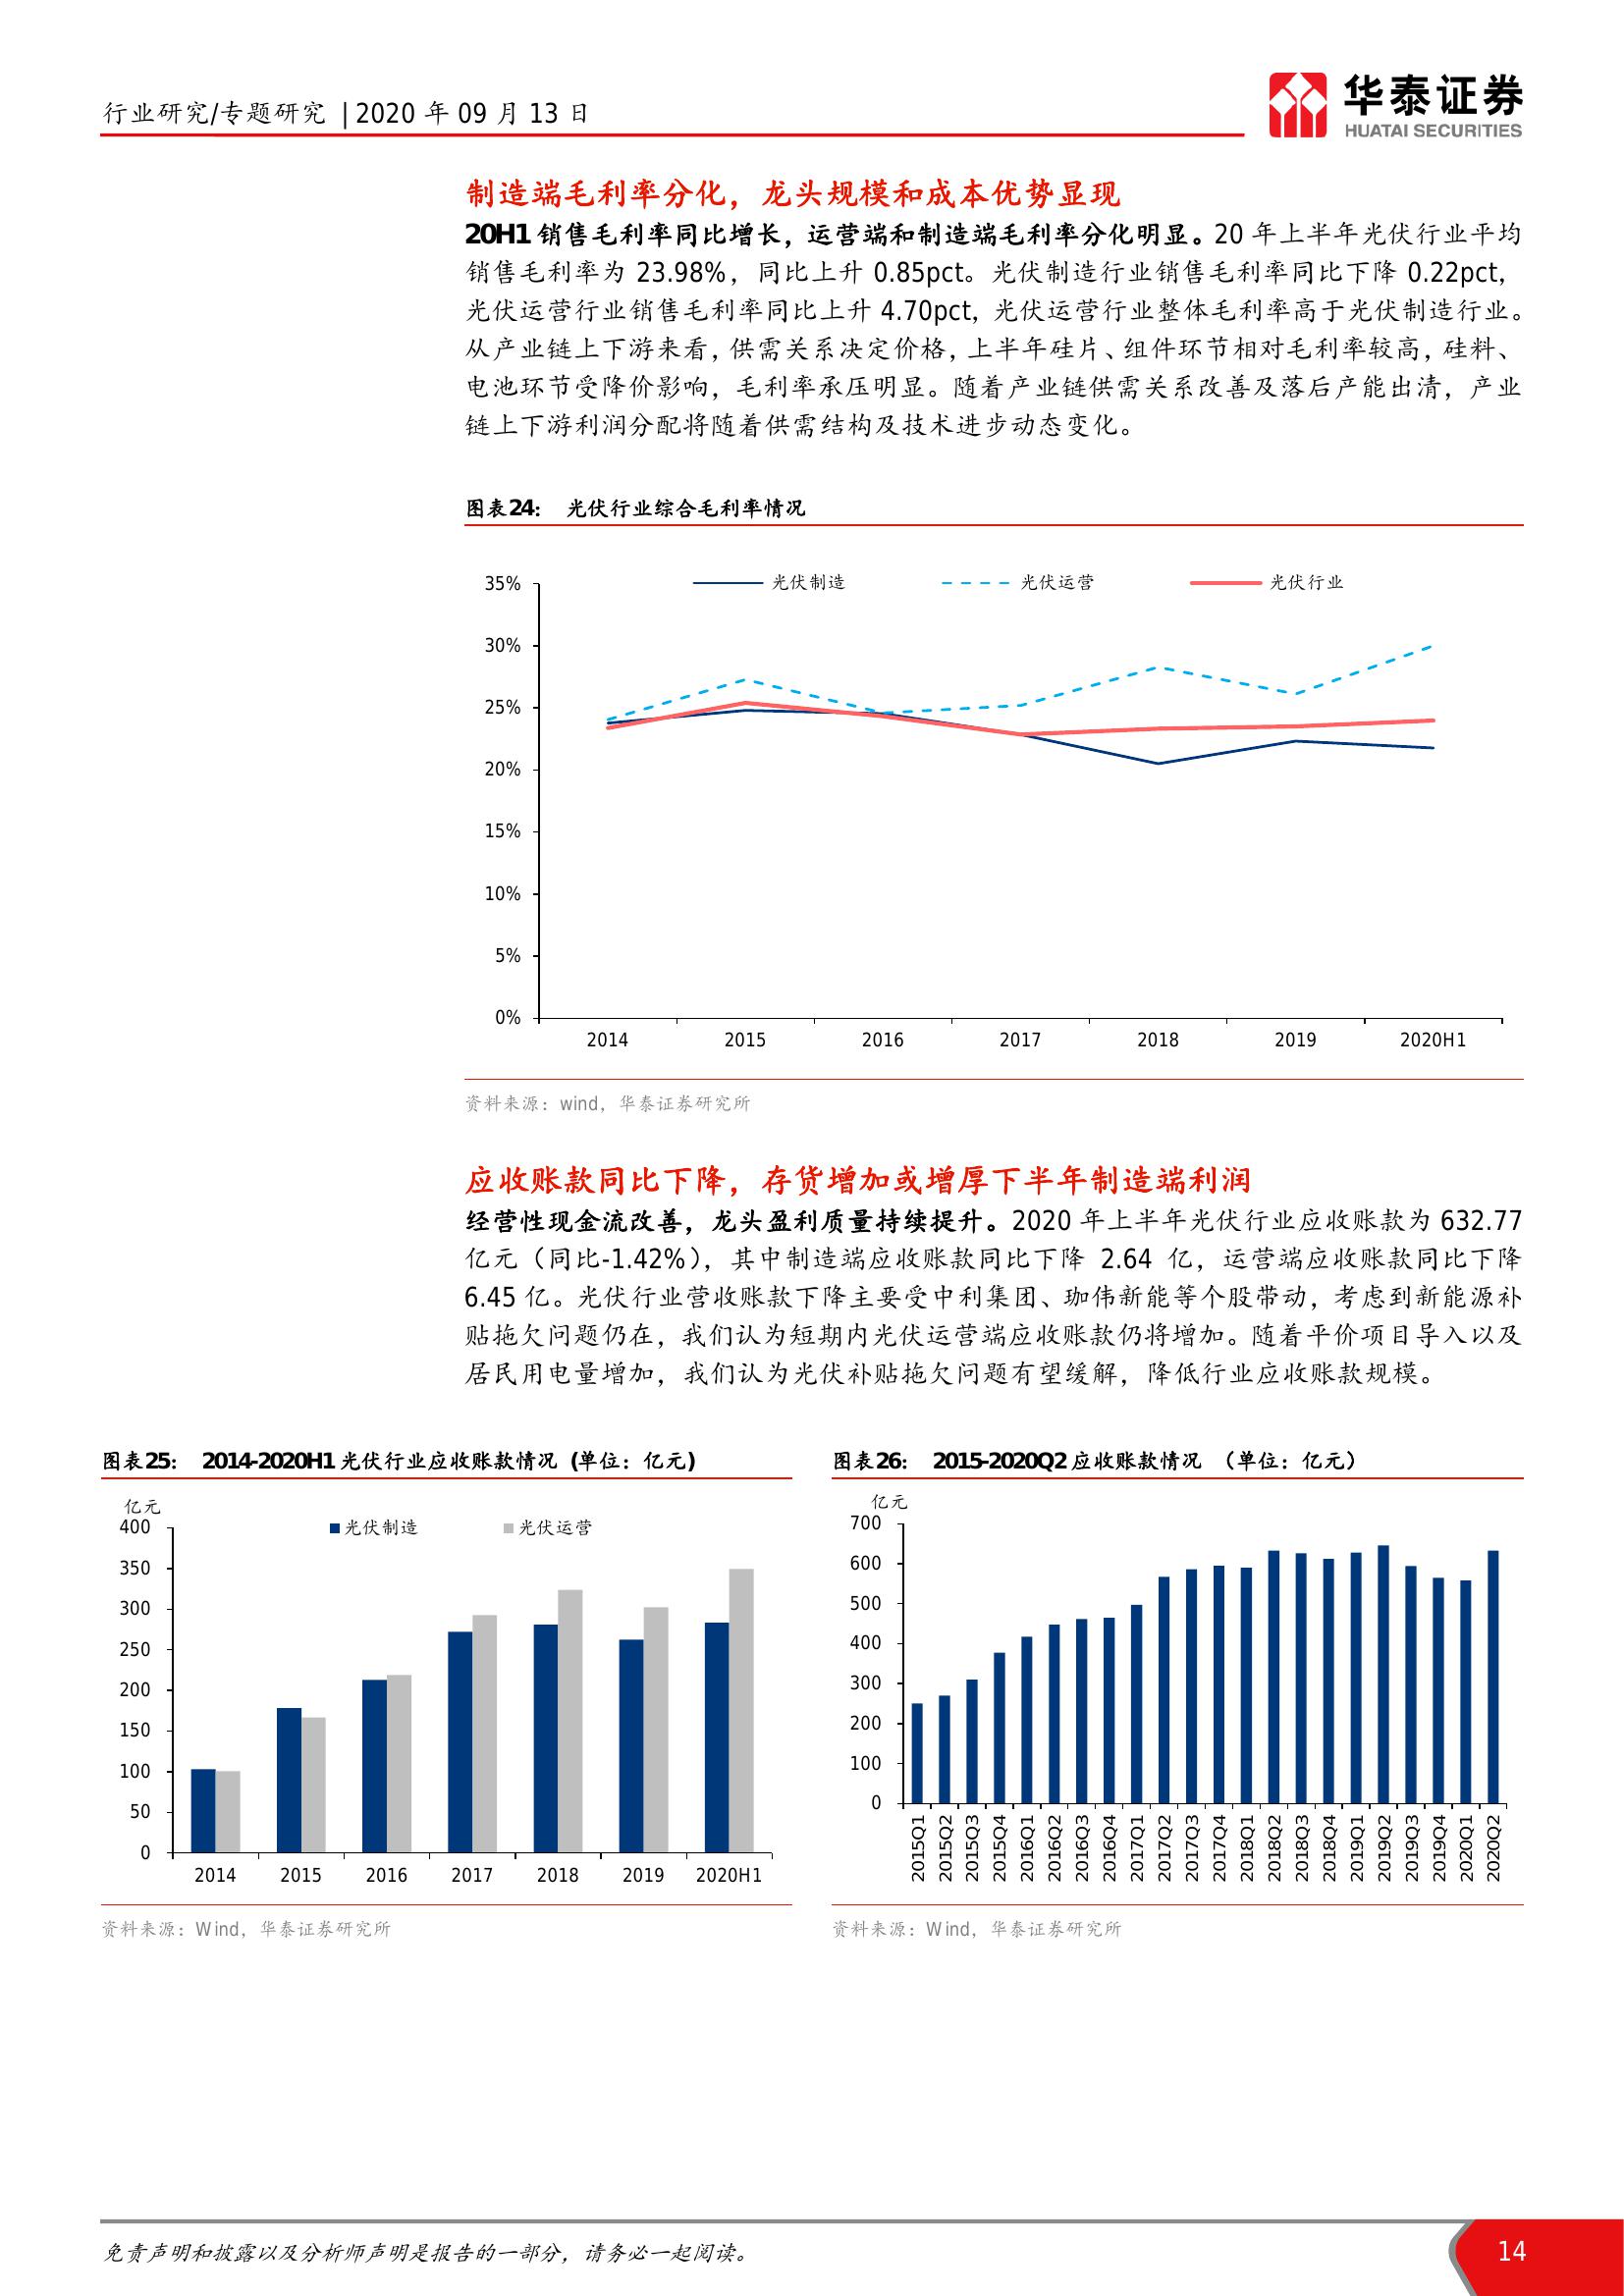 行业研究/专题研究 | 2020 年 09 月 13 日
华泰证券
HUATAI SECURITIES
制造端毛利率分化，龙头规模和成本优势显现
20H1 销售毛利率同比增长，运营端和制造端毛利率分化明显。20 年上半年光伏行业平均
销售毛利率为 23.98%，同比上升 0.85pct。光伏制造行业销售毛利率同比下降 0.22pct，
光伏运营行业销售毛利率同比上升 4.70pct，光伏运营行业整体毛利率高于光伏制造行业。
从产业链上下游来看，供需关系决定价格，上半年硅片、组件环节相对毛利率较高，硅料、
电池环节受降价影响，毛利率承压明显。随着产业链供需关系改善及落后产能出清，产业
链上下游利润分配将随着供需结构及技术进步动态变化。
图表24： 光伏行业综合毛利率情况
光伏制造 光伏运营 光伏行业
35%
30%
25%
20%
15%
10%
5%
0%
2014 2015 2016 2017 2018 2019 2020H1
资料来源：wind，华泰证券研究所
应收账款同比下降，存货增加或增厚下半年制造端利润
经营性现金流改善，龙头盈利质量持续提升。2020 年上半年光伏行业应收账款为 632.77
亿元（同比-1.42%），其中制造端应收账款同比下降 2.64 亿，运营端应收账款同比下降
6.45 亿。光伏行业营收账款下降主要受中利集团、珈伟新能等个股带动，考虑到新能源补
贴拖欠问题仍在，我们认为短期内光伏运营端应收账款仍将增加。随着平价项目导入以及
居民用电量增加，我们认为光伏补贴拖欠问题有望缓解，降低行业应收账款规模。
图表25： 2014-2020H1 光伏行业应收账款情况 (单位：亿元)
亿元
光伏制造 光伏运营
400
350
300
250
200
150
100
50
0
2014 2015 2016 2017 2018 2019 2020H1
资料来源：Wind，华泰证券研究所
图表26： 2015-2020Q2 应收账款情况 （单位：亿元）
亿元
700
600
500
400
300
200
100
0
2015Q1 2015Q2 2015Q3 2015Q4 2016Q1 2016Q2 2016Q3 2016Q4 2017Q1 2017Q2 2017Q3 2017Q4 2018Q1 2018Q2 2018Q3 2018Q4 2019Q1 2019Q2 2019Q3 2019Q4 2020Q1 2020Q2
资料来源：Wind，华泰证券研究所
免责声明和披露以及分析师声明是报告的一部分，请务必一起阅读。
14